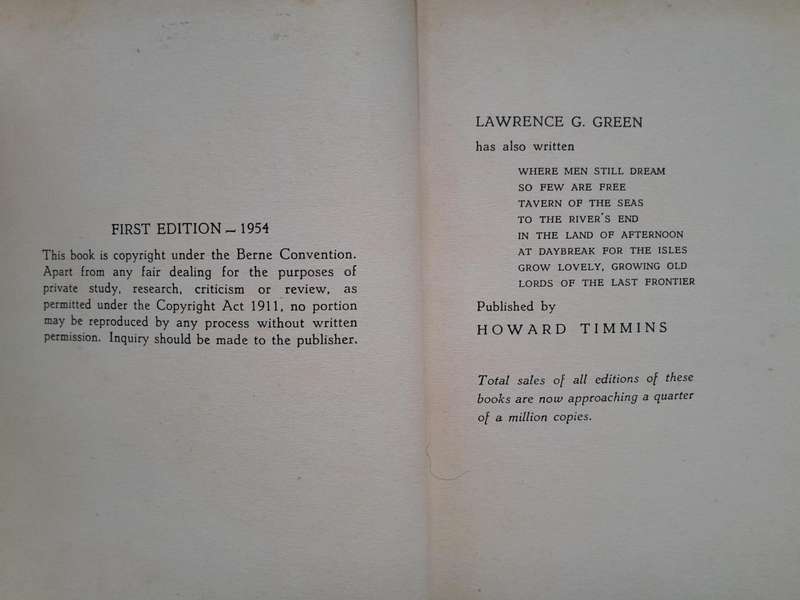 FIRST EDITION — 1954
This book is copyright under the Berne Convention.
Apart from any fair dealing for the purposes of
private study, research, criticism or review, as
permitted under the Copyright Act 1911, no portion
may be reproduced by any process without written
permission. Inquiry should be made to the publisher.
LAWRENCE G. GREEN
has also written
WHERE MEN STILL DREAM
SO FEW ARE FREE
TAVERN OF THE SEAS
TO THE RIVER'S END
IN THE LAND OF AFTERNOON
AT DAYBREAK FOR THE ISLES
GROW LOVELY, GROWING OLD
LORDS OF THE LAST FRONTIER
Published by
HOWARD TIMMINS
Total sales of all editions of these
books are now approaching a quarter
of a million copies.